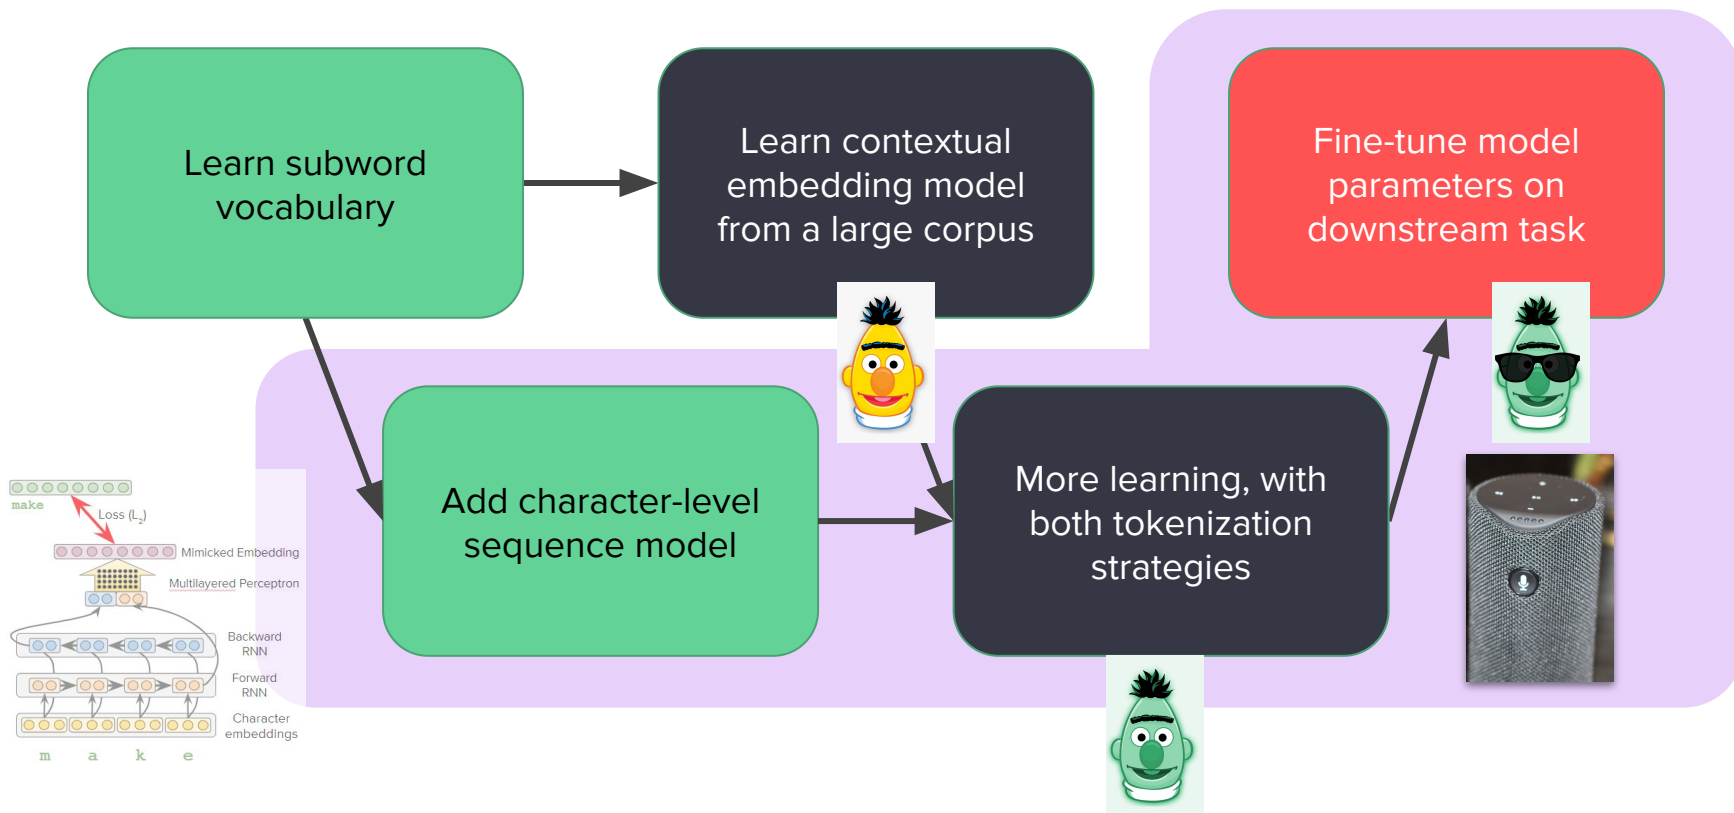 Learn subword
vocabulary
Learn contextual
embedding model
from a large corpus
Fine-tune model
parameters on
downstream task
Add character-level
sequence model
More learning, with
both tokenization
strategies
make
Loss (L2)
Mimicked Embedding
Multilayered Perceptron
Backward
RNN
Forward
RNN
Character
embeddings
m a k e